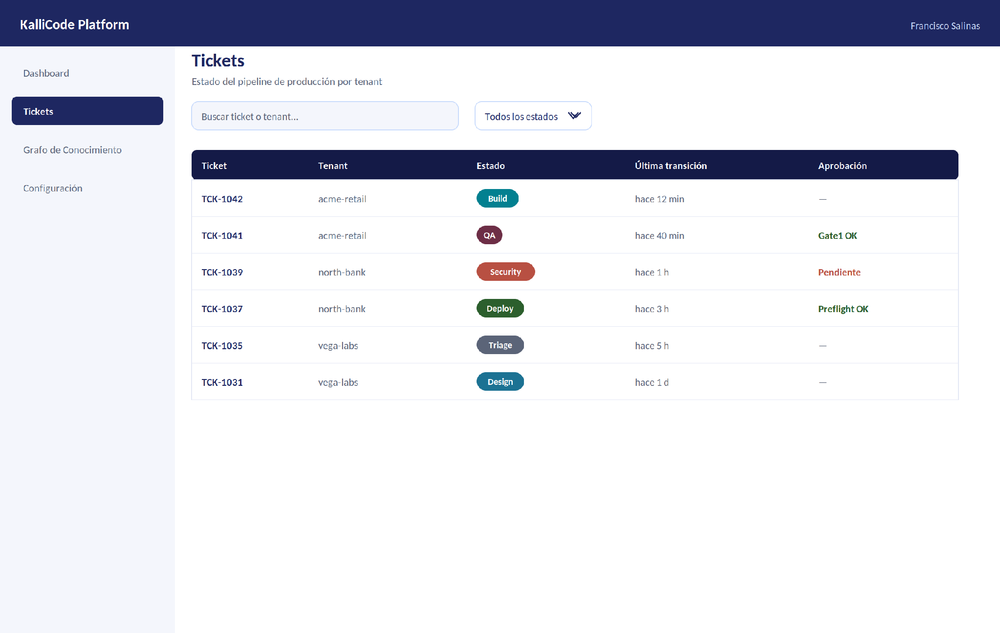 KalliCode Platform
Francisco Salinas
Dashboard
Tickets
Grafo de Conocimiento
Configuración
Tickets
Estado del pipeline de producción por tenant
Buscar ticket o tenant...
Todos los estados
Ticket Tenant Estado Última transición Aprobación
TCK-1042 acme-retail Build hace 12 min —
TCK-1041 acme-retail QA hace 40 min Gate1 OK
TCK-1039 north-bank Security hace 1 h Pendiente
TCK-1037 north-bank Deploy hace 3 h Preflight OK
TCK-1035 vega-labs Triage hace 5 h —
TCK-1031 vega-labs Design hace 1 d —